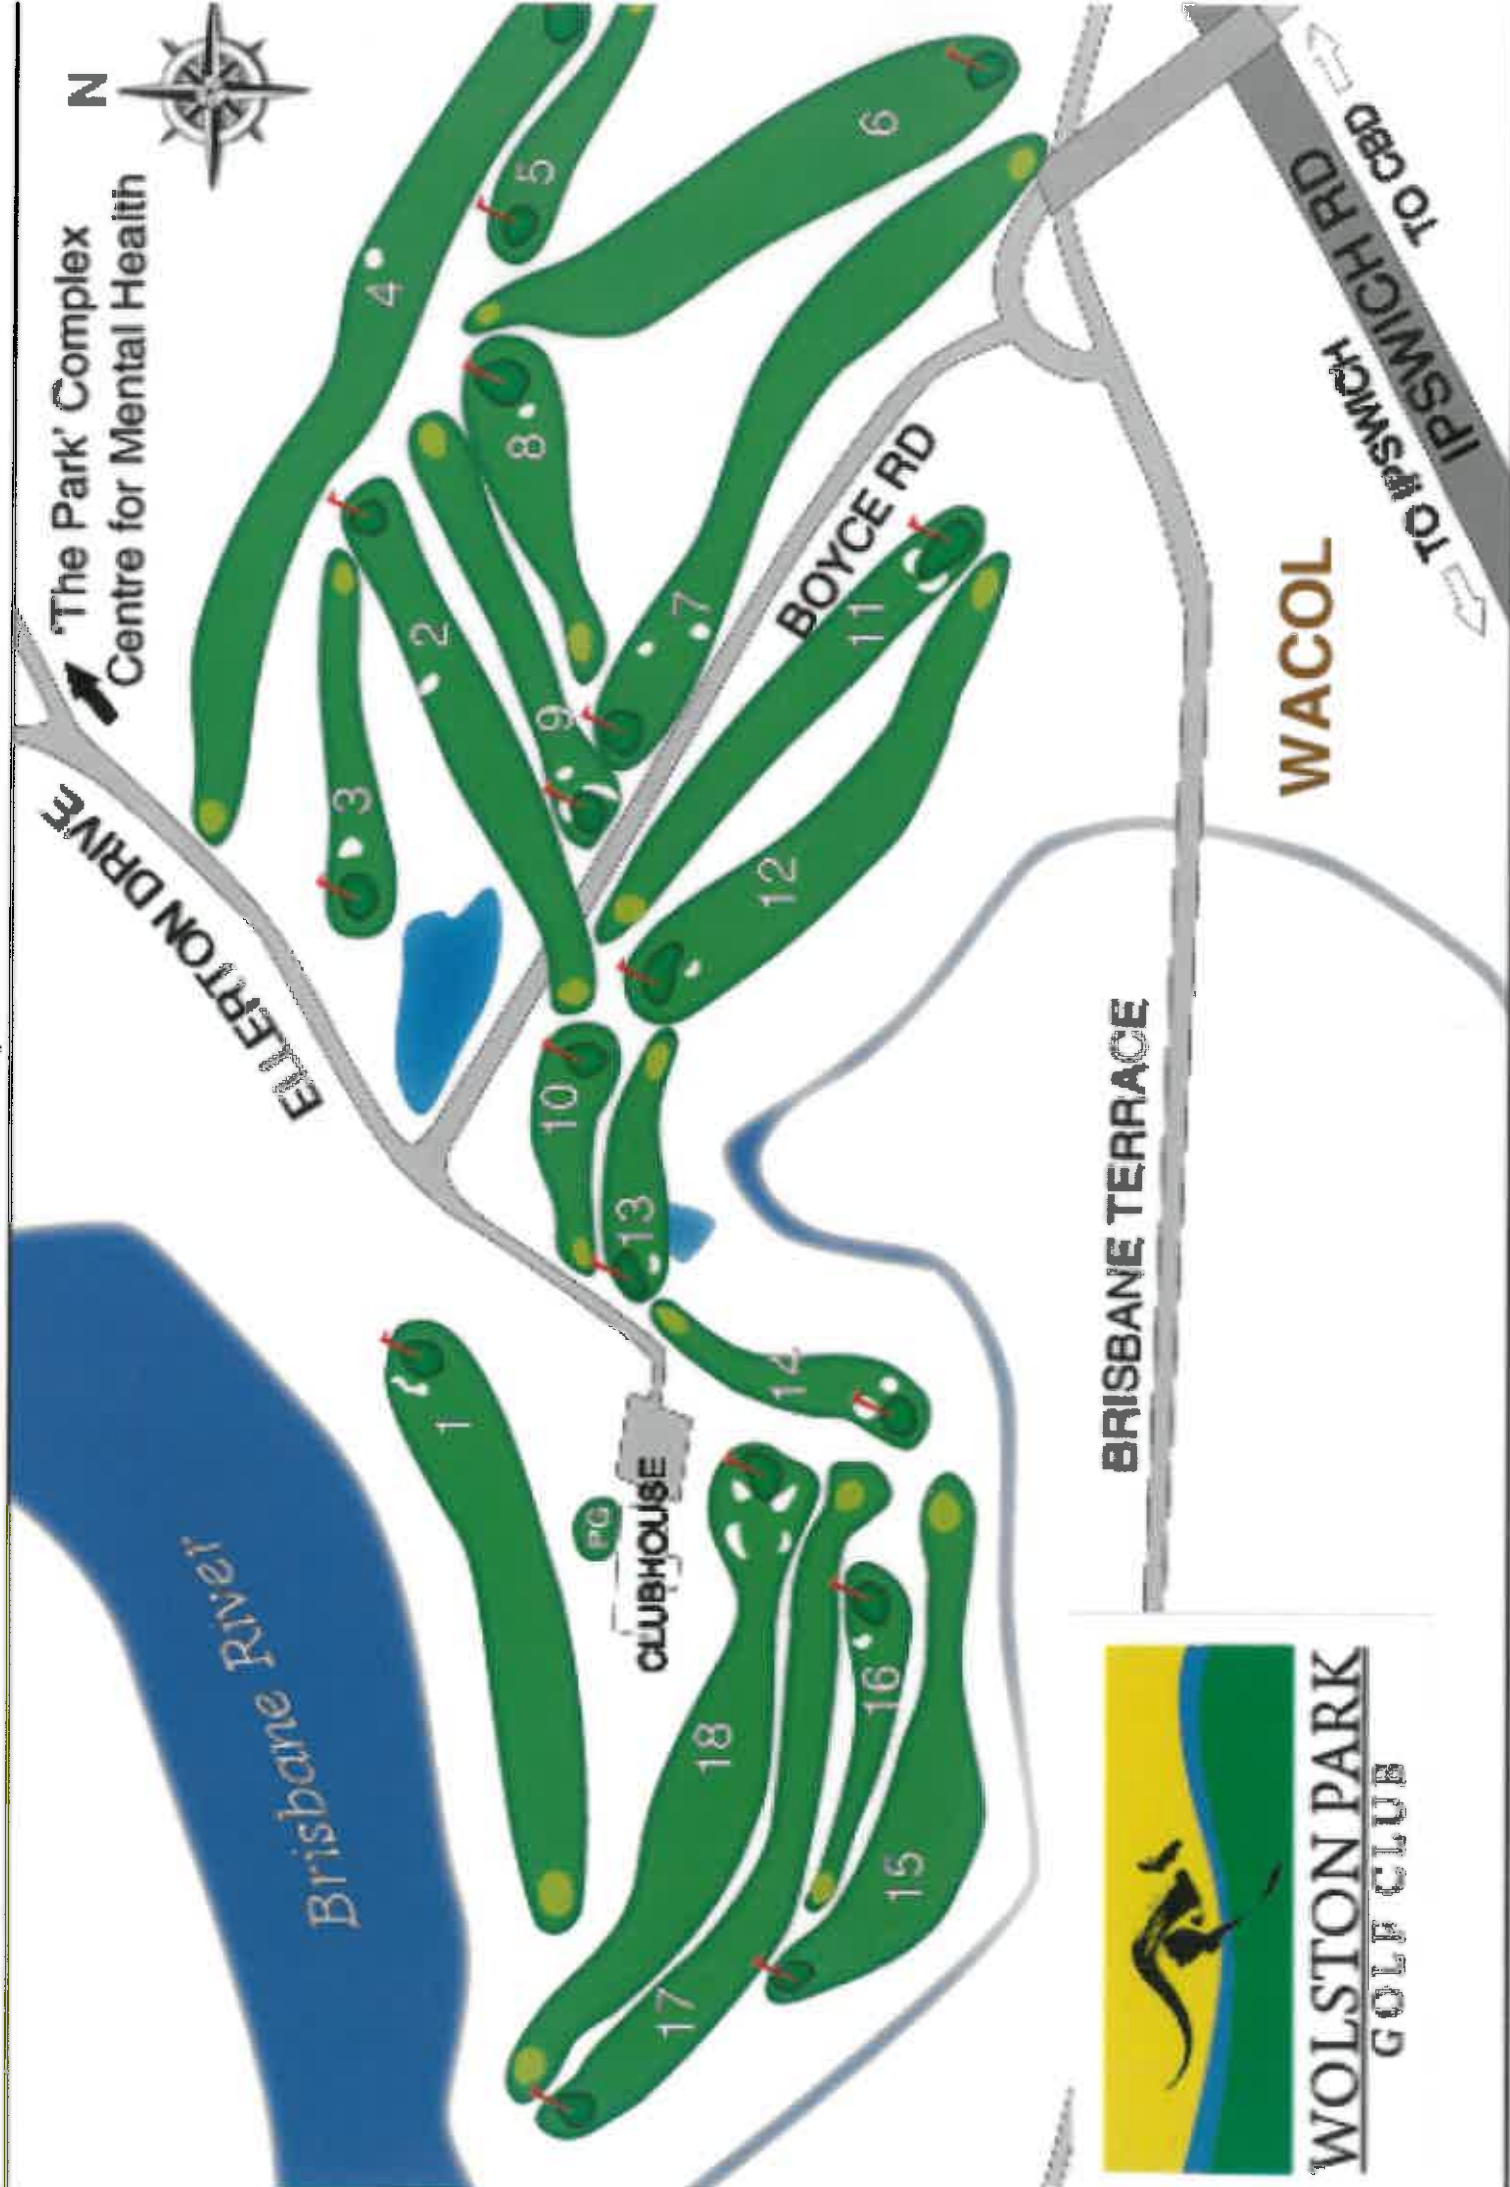 N
'The Park' Complex
Centre for Mental Health
ELLERTON DRIVE
Brisbane River
4
5
6
3
2
8
9
7
BOYCE RD
11
12
10
13
14
1
PG
CLUBHOUSE
18
16
17
15
IPSWICH RD
TO CBD
TO IPSWICH
WACOL
BRISBANE TERRACE
WOLSTON PARK
GOLF CLUB